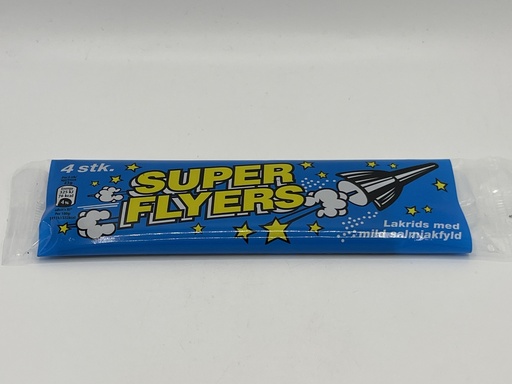 4 stk.
SUPER
FLYERS
Lakrids med
mild salmiakfyld